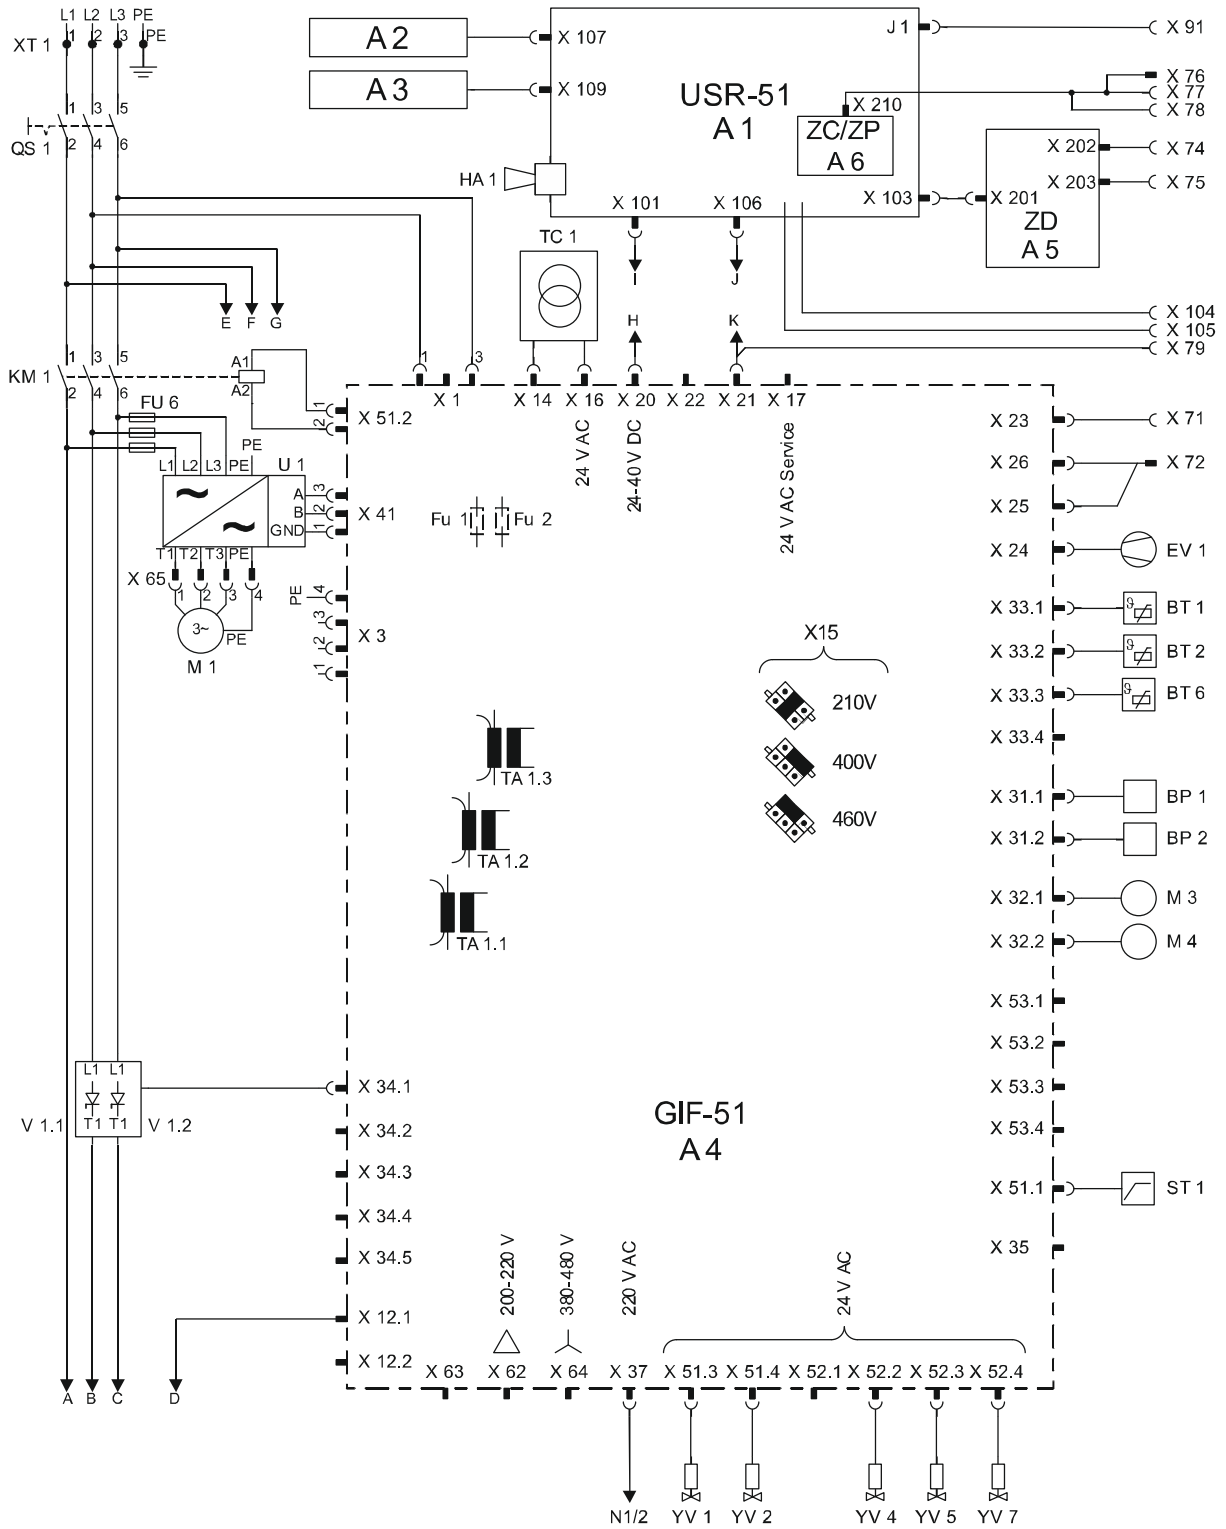 L1 L2 L3 PE
XT 1
1 2 3 PE
J 1
X 91
A 2
X 107
A 3
X 109
USR-51
A 1
X 210
ZC/ZP
A 6
X 76
X 77
X 78
1 3 5
QS 1
2 4 6
X 202
X 74
X 203
X 75
HA 1
X 101
X 106
X 103
X 201
ZD
A 5
TC 1
I
J
E F G
H
K
X 104
X 105
X 79
1 3 5
KM 1
2 4 6
A1
A2
1 3
FU 6
1
2
X 51.2
X 1
X 14
X 16
X 20
X 22
X 21
X 17
24 V AC
24-40 V DC
24 V AC Service
X 23
X 71
X 26
X 72
X 25
PE
L1 L2 L3 PE
U 1
A 3
B 2
GND 1
X 41
Fu 1
Fu 2
X 24
EV 1
T1 T2 T3 PE
X 65
1 2 3 4
3~
PE
M 1
PE
4
3
2
1
X 3
X 33.1
ϑ
BT 1
X 33.2
ϑ
BT 2
X 33.3
ϑ
BT 6
X 33.4
X15
210V
400V
460V
TA 1.3
TA 1.2
TA 1.1
X 31.1
BP 1
X 31.2
BP 2
X 32.1
M 3
X 32.2
M 4
X 53.1
X 53.2
X 53.3
X 53.4
L1 L1
T1 T1
V 1.1
V 1.2
X 34.1
X 34.2
X 34.3
X 34.4
X 34.5
GIF-51
A 4
X 51.1
ST 1
X 35
200-220 V
380-480 V
220 V AC
24 V AC
X 12.1
X 12.2
X 63
X 62
X 64
X 37
X 51.3
X 51.4
X 52.1
X 52.2
X 52.3
X 52.4
A B C D
N1/2
YV 1
YV 2
YV 4
YV 5
YV 7